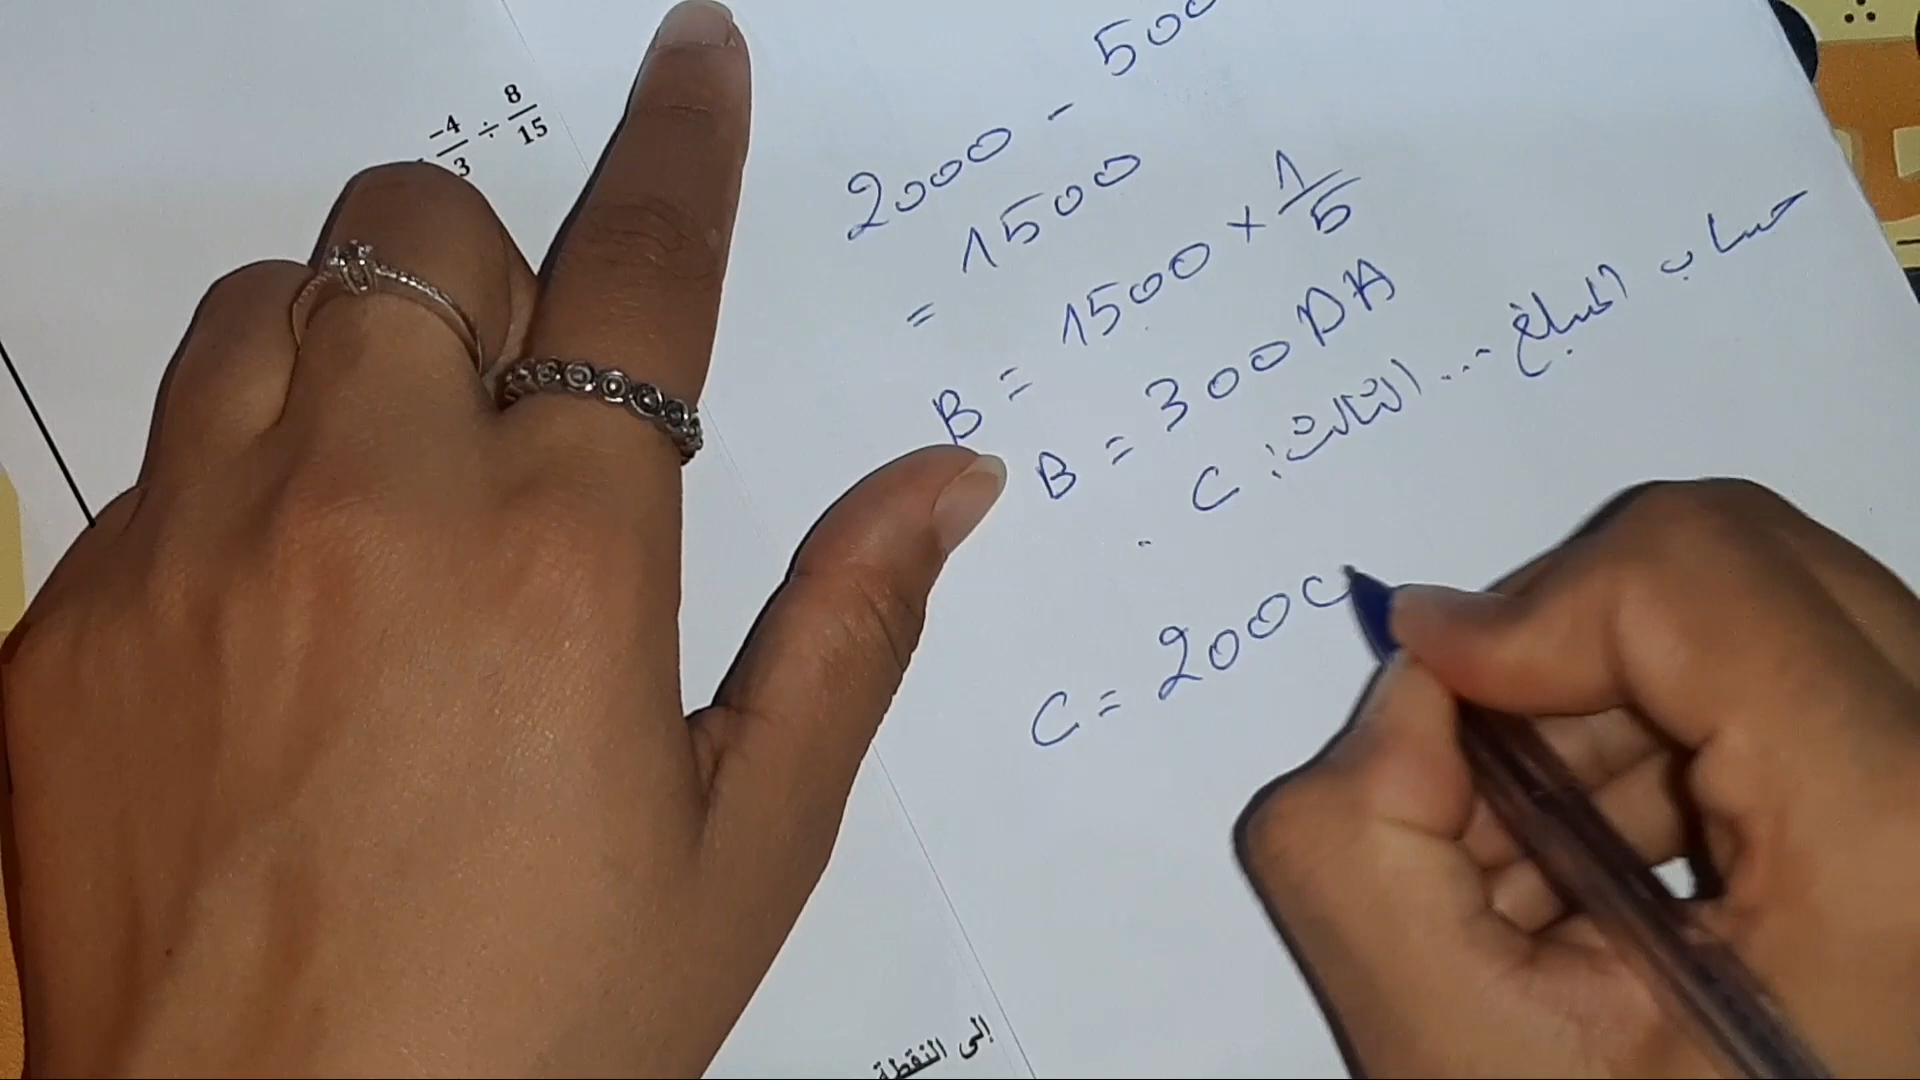 -4/3 ÷ 8/15
2000 - 500
= 1500
B = 1500 × 1/5
B = 300 DA
حساب المبلغ ... الثالث: C
C = 2000
إلى النقطة